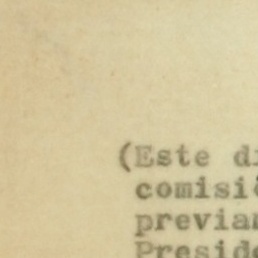 (Este di
comisió
previam
Preside